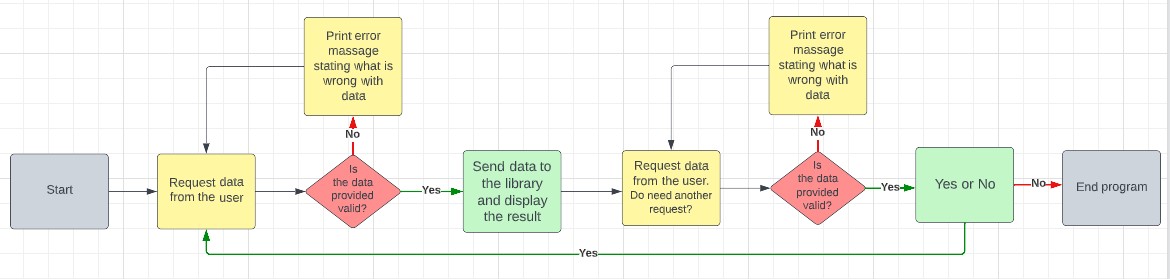 Print error
massage
stating what is
wrong with
data
Print error
massage
stating what is
wrong with
data
No
No
Start
Request data
from the user
Is
the data
provided
valid?
Yes
Send data to
the library
and display
the result
Request data
from the user.
Do need another
request?
Is
the data
provided
valid?
Yes
Yes or No
No
End program
Yes